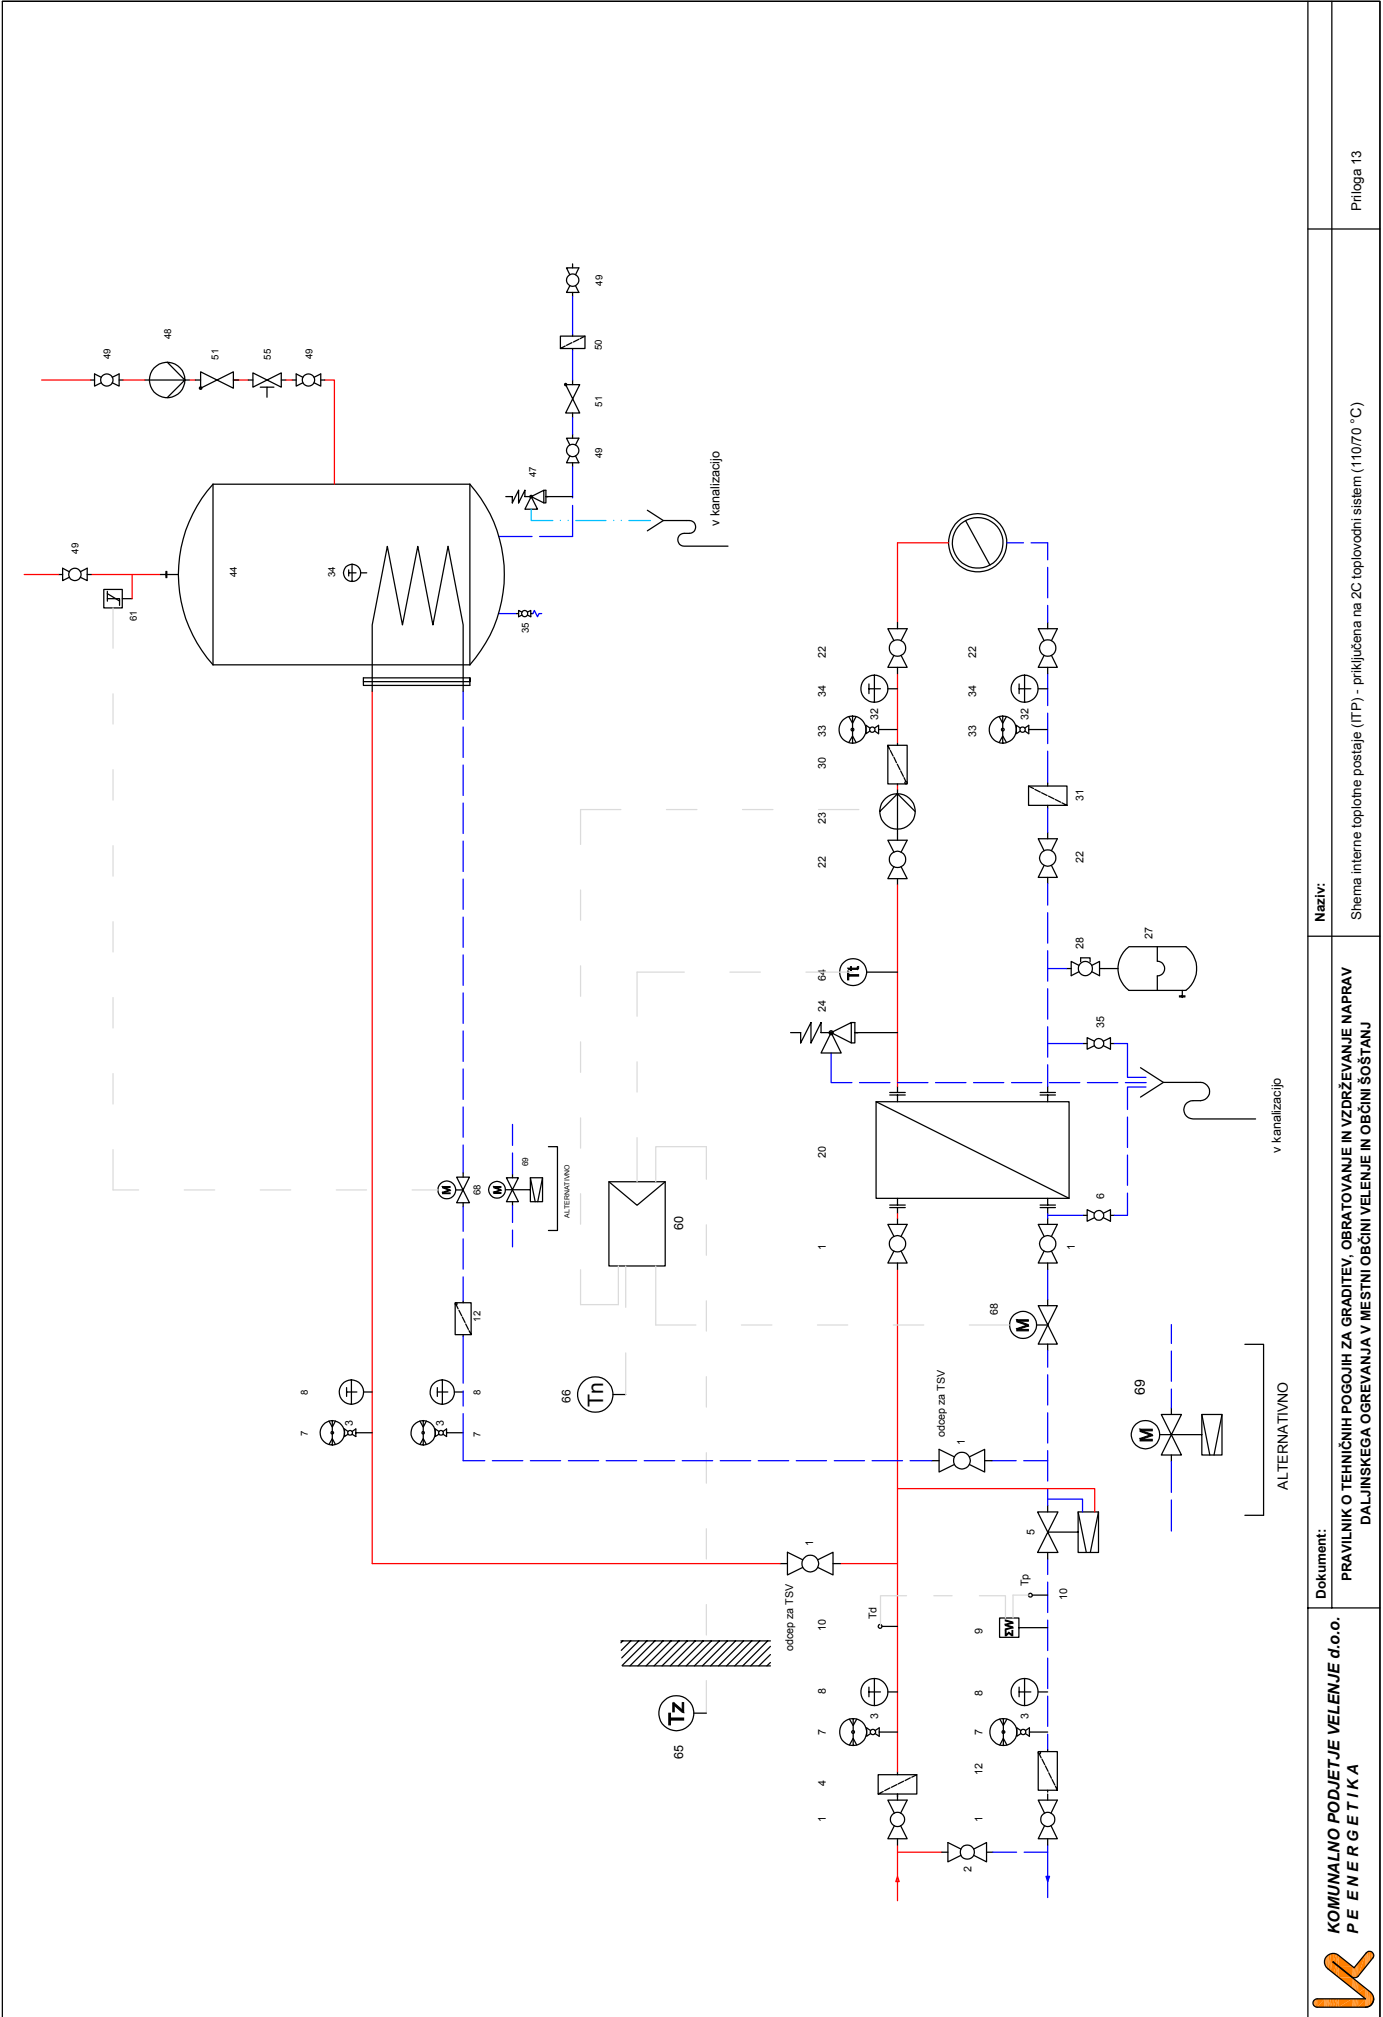 49
48
51
55
49
49
61
44
34
35
47
49
51
50
49
v kanalizacijo
8
7
3
8
7
3
12
M
68
M
69
ALTERNATIVNO
60
66
Tn
65
Tz
odcep za TSV
1
odcep za TSV
1
1
4
7
3
8
10
Td
1
20
24
64
Tt
22
23
30
33
32
34
22
2
1
12
7
3
8
9
ΣW
10
Tp
5
M
68
1
6
35
28
27
22
31
33
32
34
22
v kanalizacijo
69
M
ALTERNATIVNO
KOMUNALNO PODJETJE VELENJE d.o.o.
P E E N E R G E T I K A
Dokument:
PRAVILNIK O TEHNIČNIH POGOJIH ZA GRADITEV, OBRATOVANJE IN VZDRŽEVANJE NAPRAV
DALJINSKEGA OGREVANJA V MESTNI OBČINI VELENJE IN OBČINI ŠOŠTANJ
Naziv:
Shema interne toplotne postaje (ITP) - priključena na 2C toplovodni sistem (110/70 °C)
Priloga 13